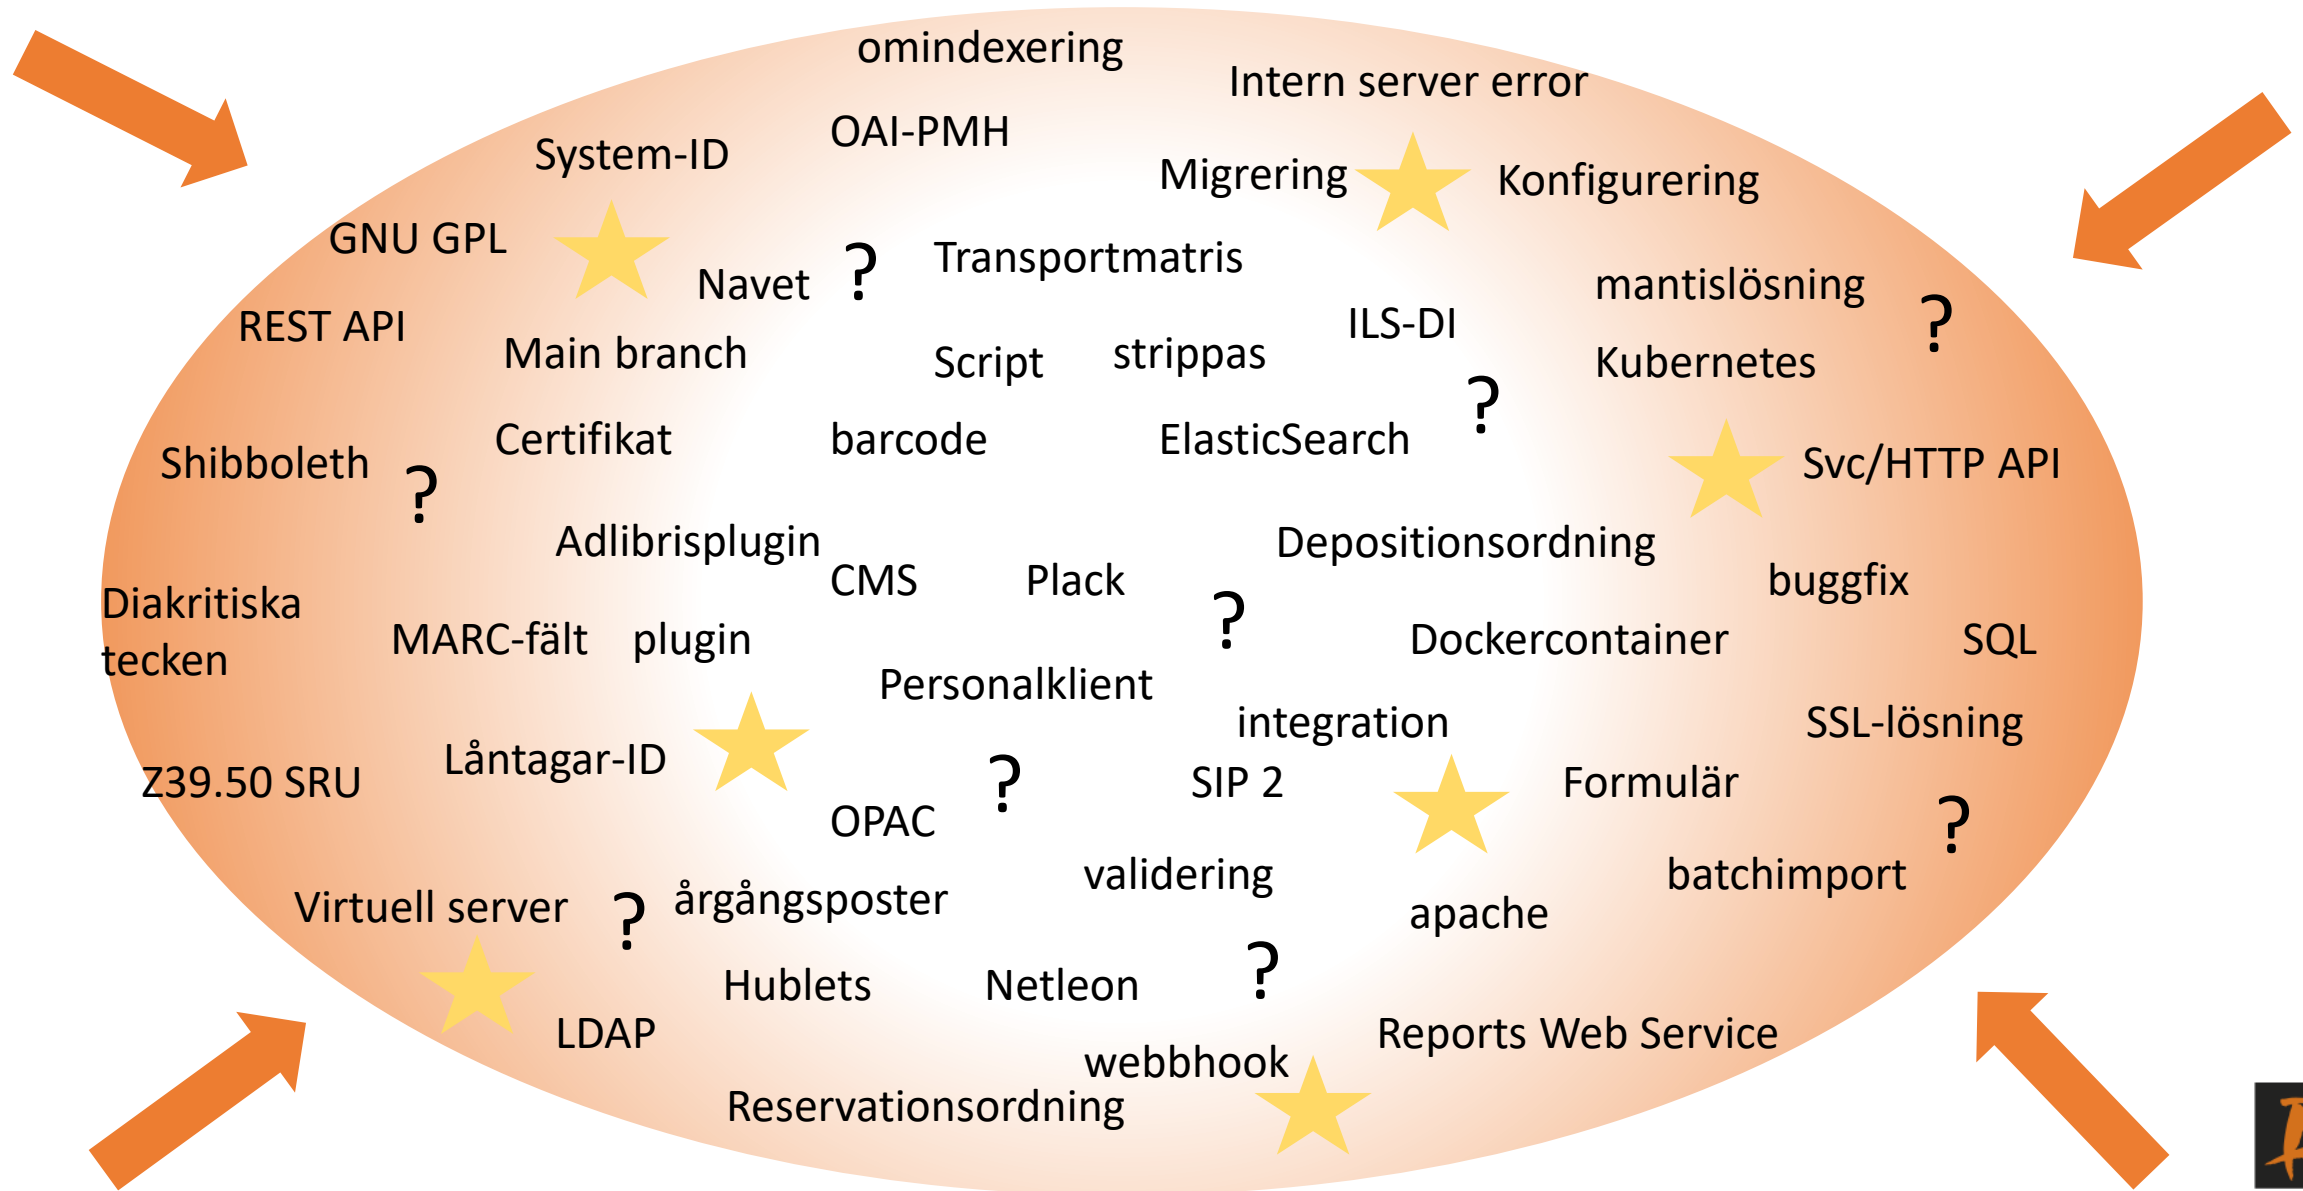 omindexering
Intern server error
OAI-PMH
System-ID
Migrering
Konfigurering
GNU GPL
Navet
?
Transportmatris
mantislösning
?
REST API
Main branch
Script
strippas
ILS-DI
Kubernetes
?
Shibboleth
?
Certifikat
barcode
ElasticSearch
Svc/HTTP API
Adlibrisplugin
CMS
Plack
Depositionsordning
buggfix
Diakritiska
tecken
MARC-fält
plugin
?
Dockercontainer
SQL
Personalklient
integration
SSL-lösning
Z39.50 SRU
Låntagar-ID
?
SIP 2
Formulär
?
OPAC
validering
batchimport
Virtuell server
?
årgångsposter
apache
Hublets
Netleon
?
LDAP
Reports Web Service
webbhook
Reservationsordning